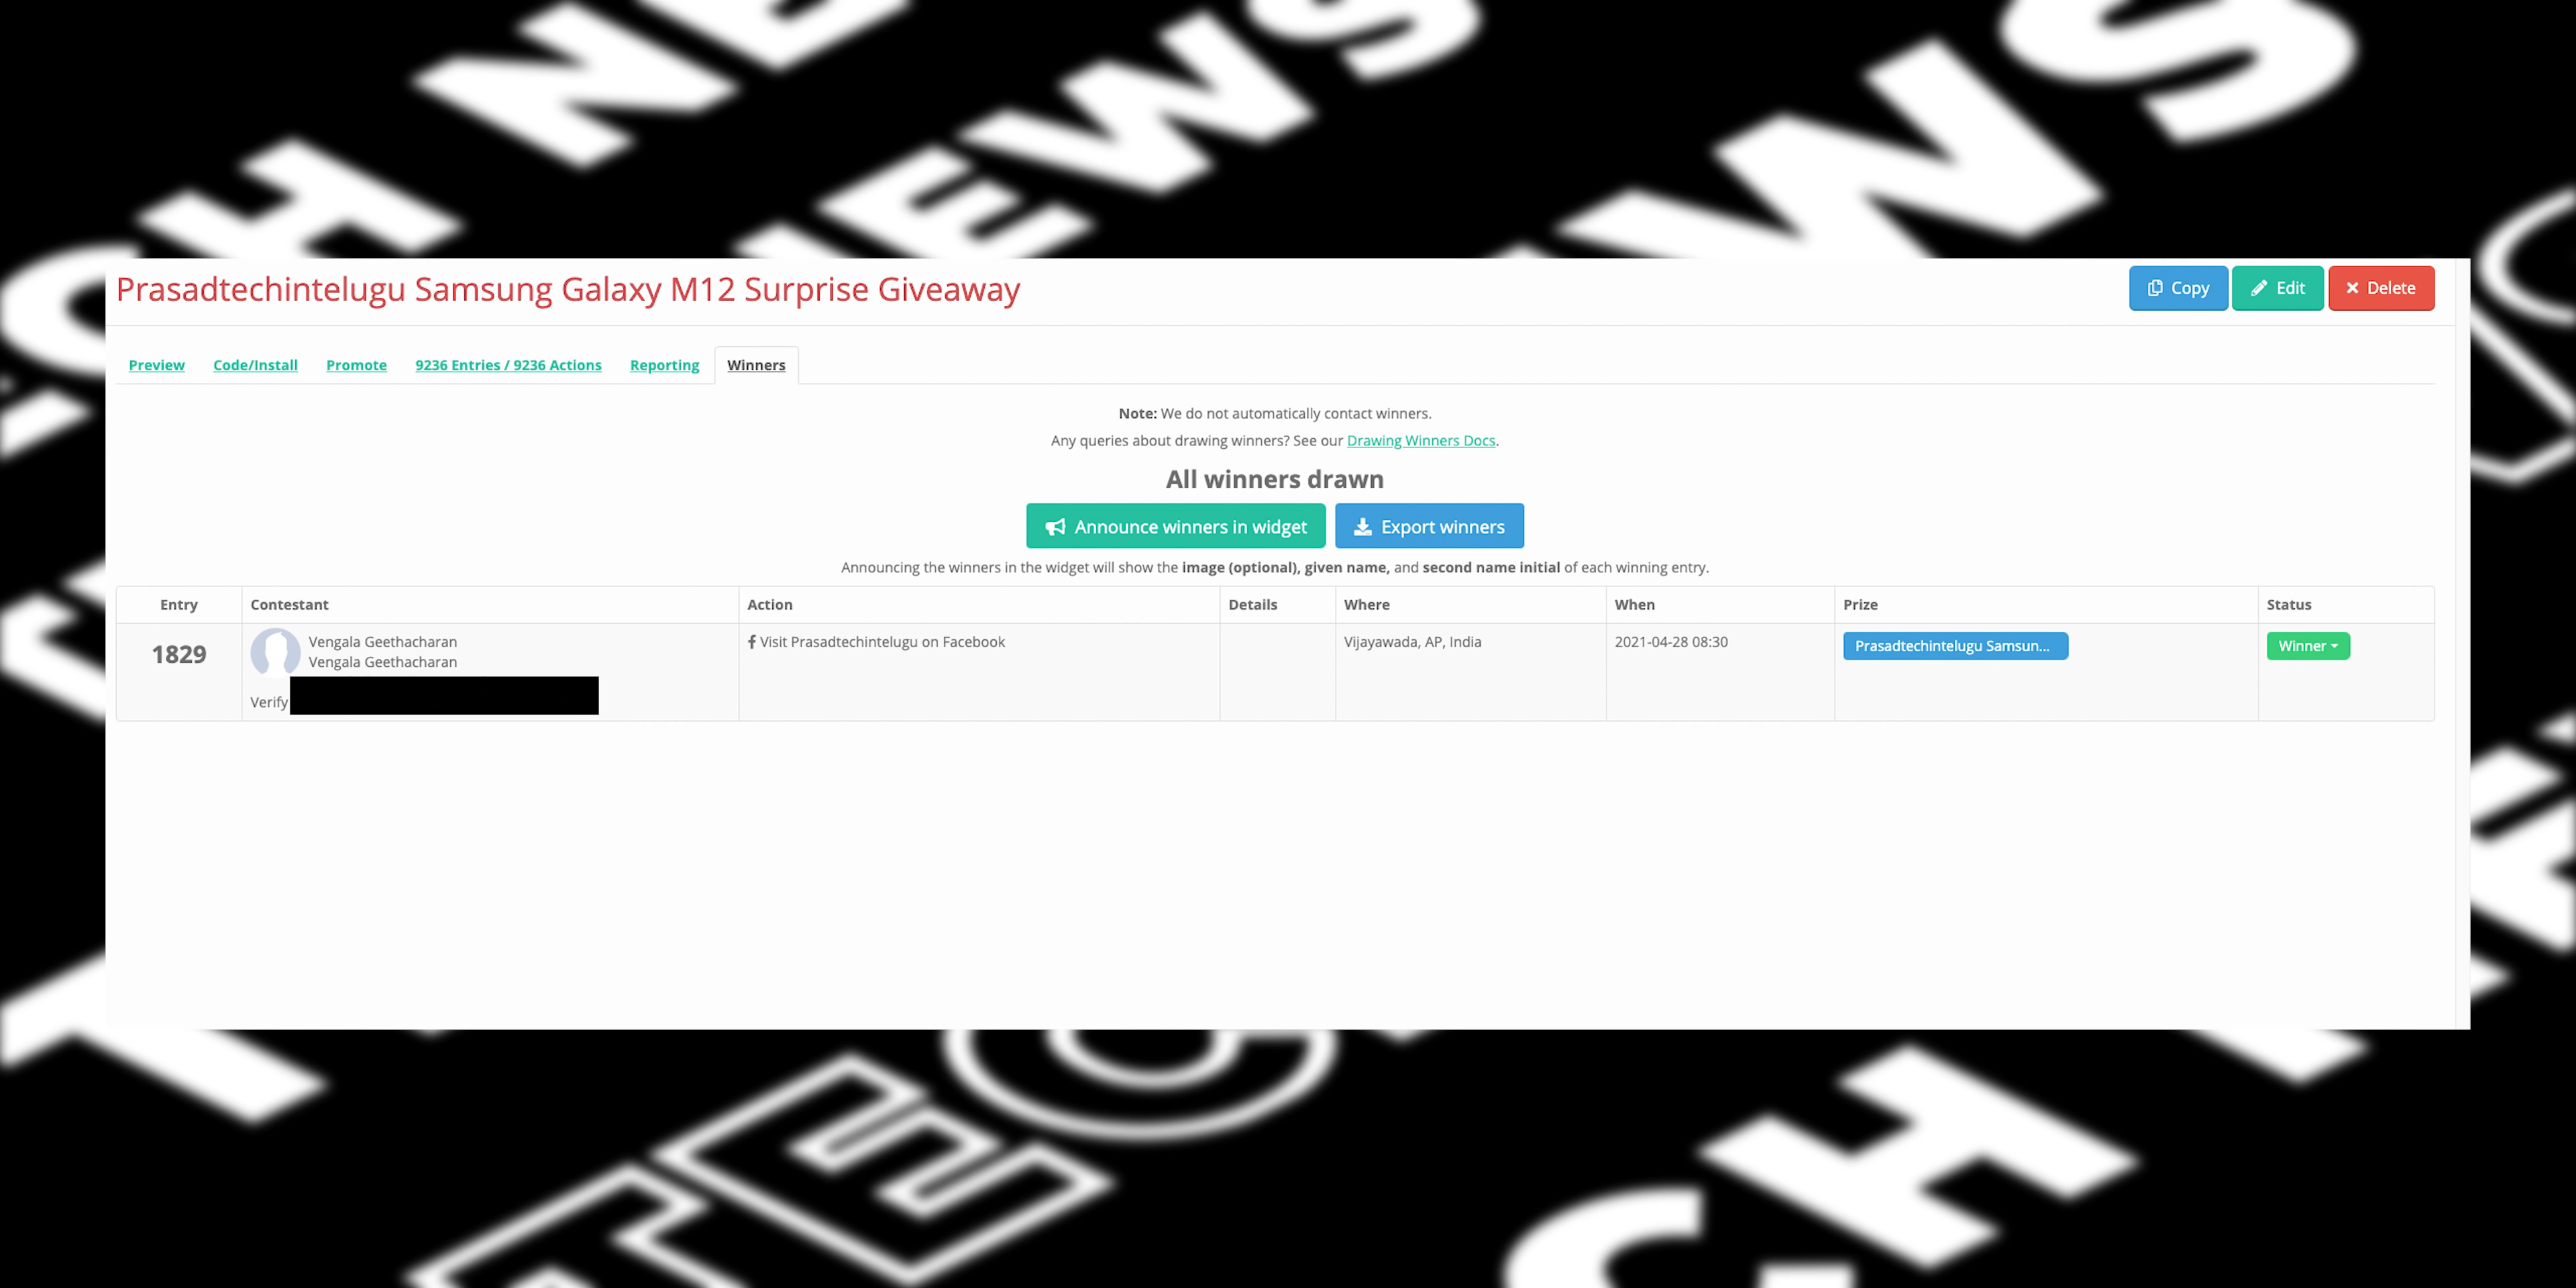 Prasadtechintelugu Samsung Galaxy M12 Surprise Giveaway
Copy Edit Delete
Preview Code/Install Promote 9236 Entries / 9236 Actions Reporting Winners
Note: We do not automatically contact winners.
Any queries about drawing winners? See our Drawing Winners Docs.
All winners drawn
Announce winners in widget Export winners
Announcing the winners in the widget will show the image (optional), given name, and second name initial of each winning entry.
Entry Contestant Action Details Where When Prize Status
1829 Vengala Geethacharan Visit Prasadtechintelugu on Facebook Vijayawada, AP, India 2021-04-28 08:30 Prasadtechintelugu Samsun... Winner
Vengala Geethacharan
Verify